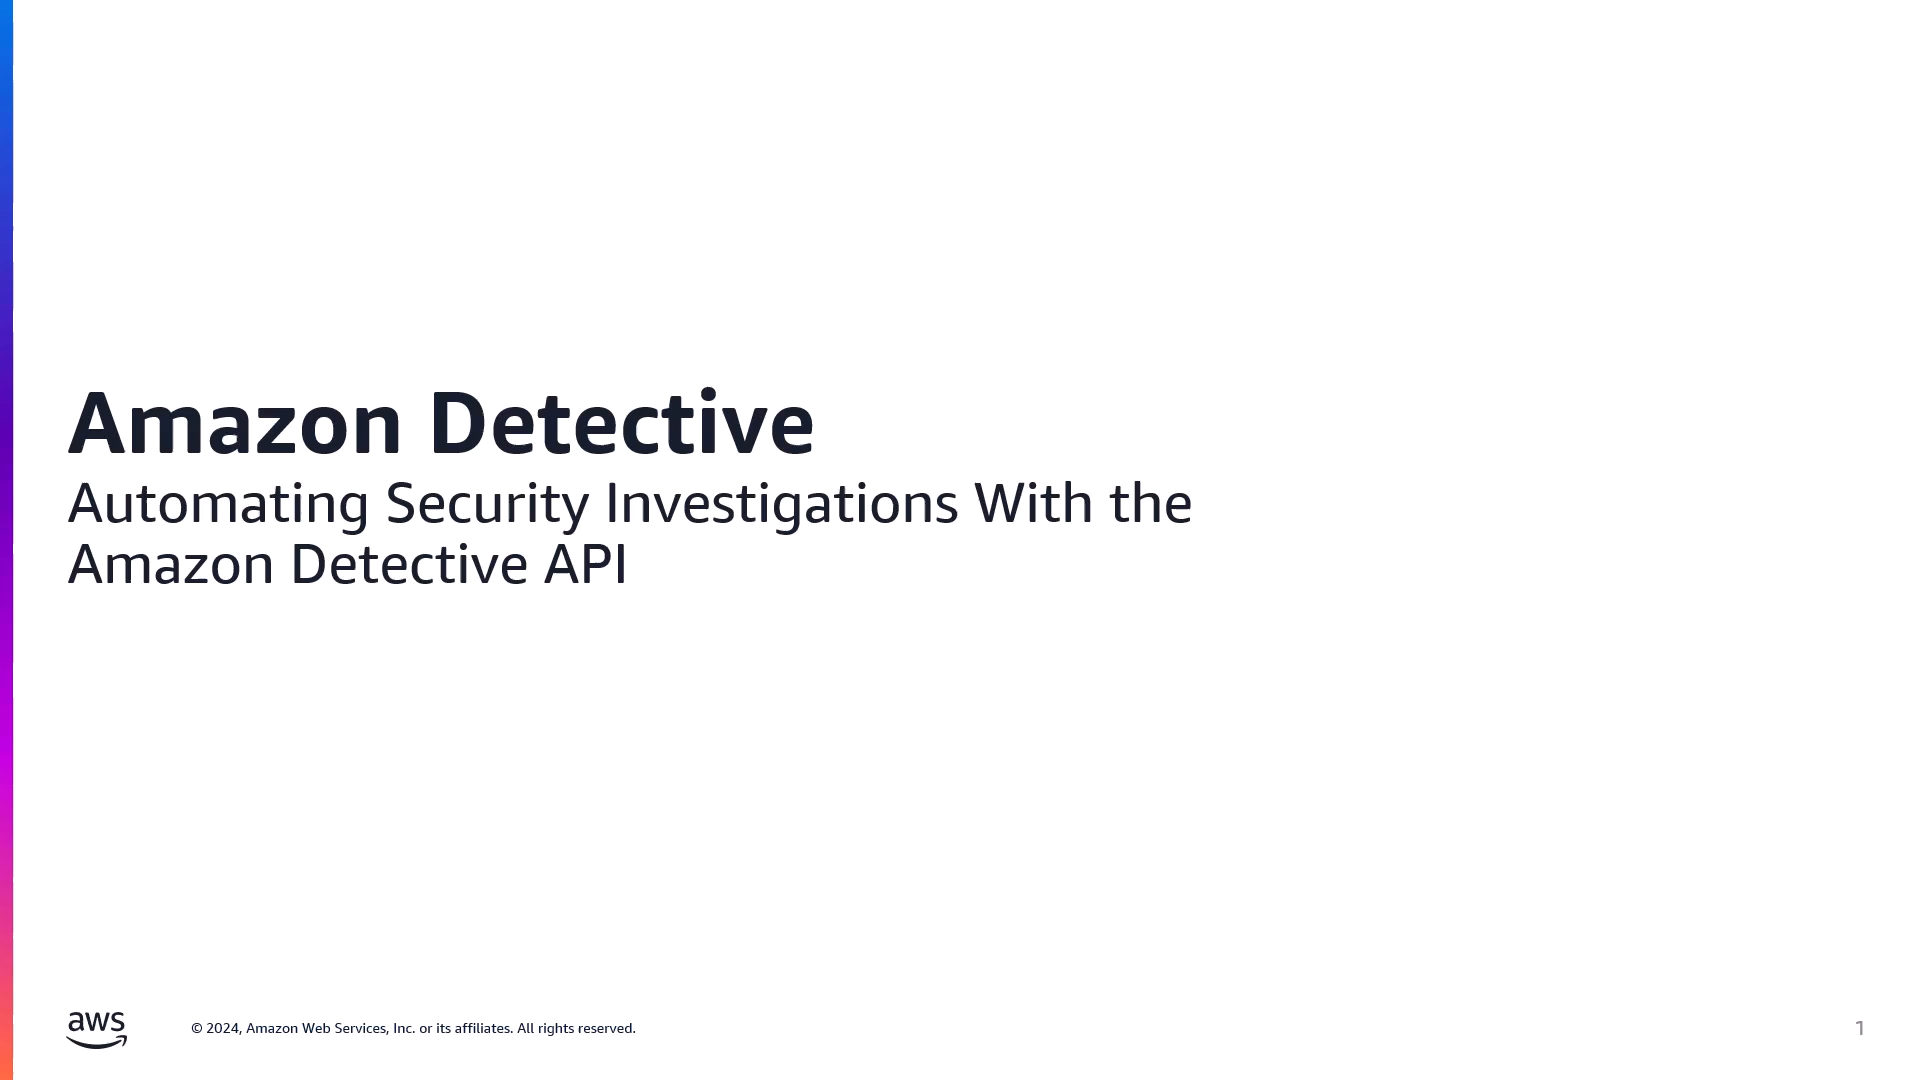 Amazon Detective
Automating Security Investigations With the
Amazon Detective API
aws
© 2024, Amazon Web Services, Inc. or its affiliates. All rights reserved.
1